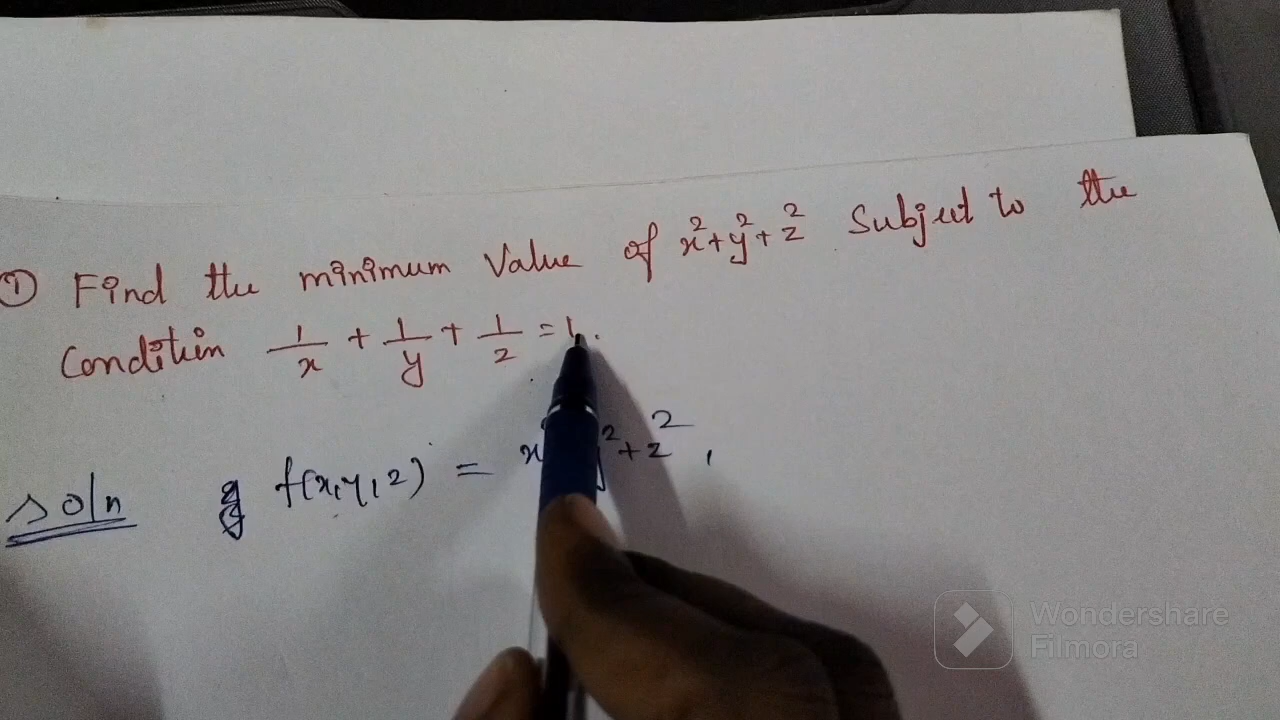 ① Find the minimum Value of x²+y²+z² Subject to the
Condition 1/x + 1/y + 1/z = 1.
Soln f(x,y,z) = x² y²+z²,
Wondershare
Filmora